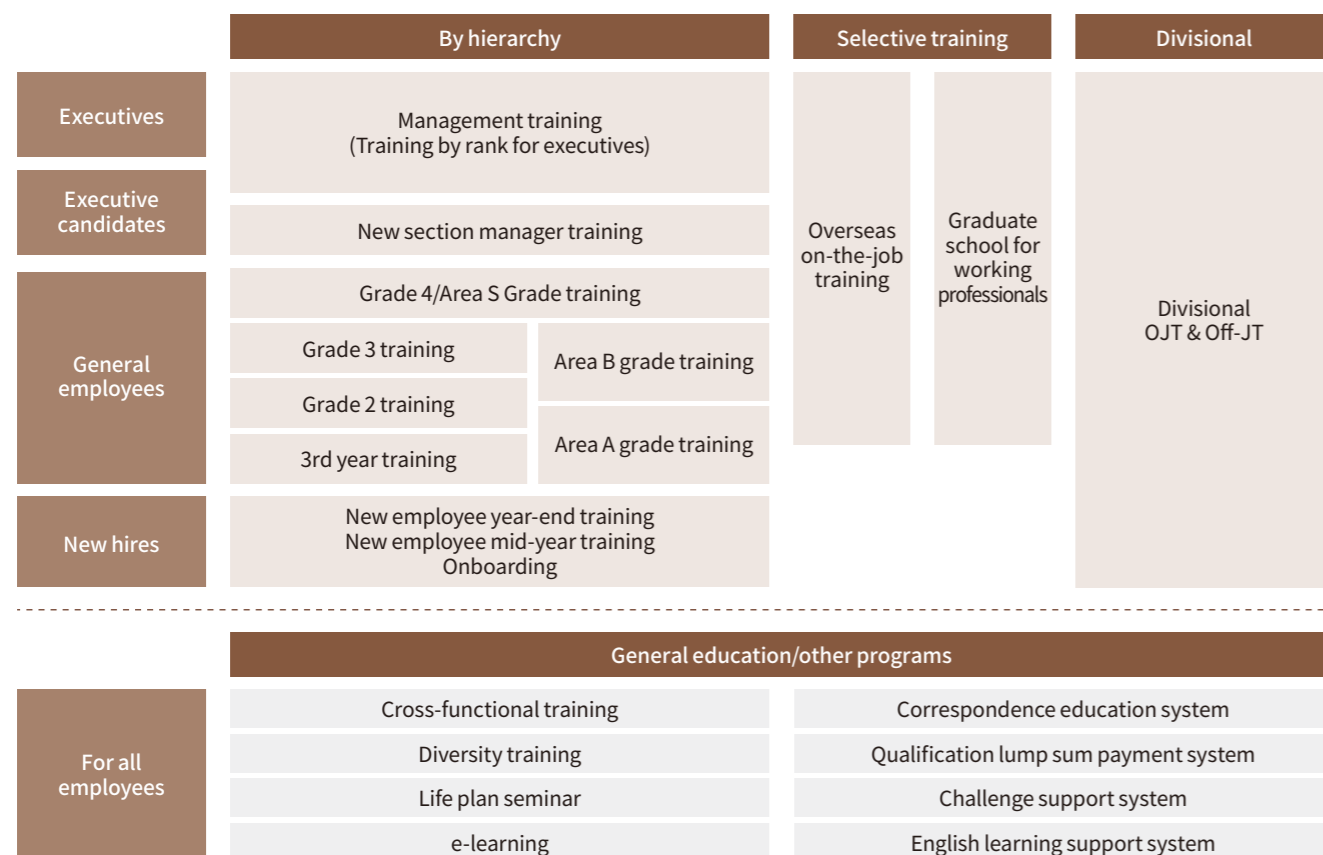 By hierarchy
Selective training
Divisional
Executives
Management training
(Training by rank for executives)
Executive
candidates
New section manager training
Overseas
on-the-job
training
Graduate
school for
working
professionals
Divisional
OJT & Off-JT
General
employees
Grade 4/Area S Grade training
Grade 3 training
Area B grade training
Grade 2 training
3rd year training
Area A grade training
New hires
New employee year-end training
New employee mid-year training
Onboarding
General education/other programs
For all
employees
Cross-functional training
Correspondence education system
Diversity training
Qualification lump sum payment system
Life plan seminar
Challenge support system
e-learning
English learning support system